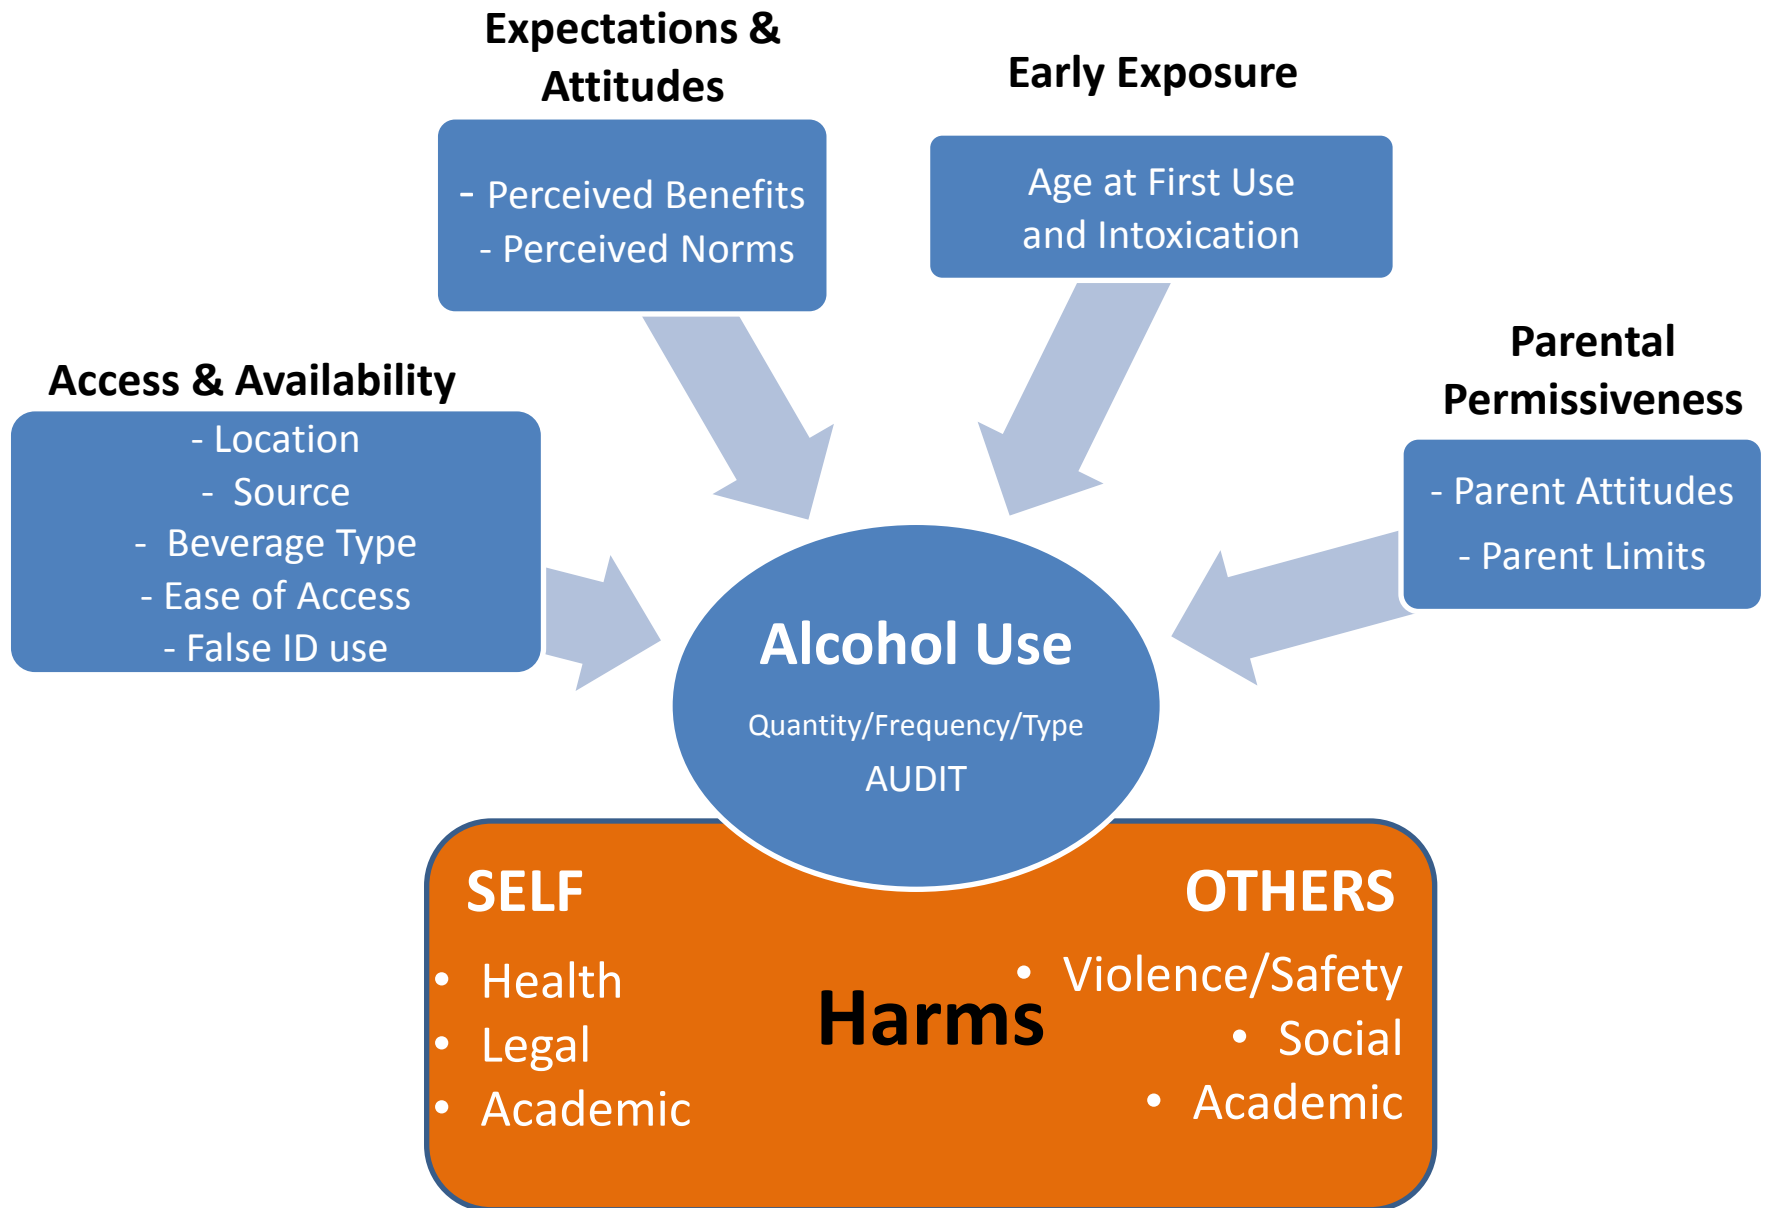 Expectations &
Attitudes
- Perceived Benefits
- Perceived Norms
Early Exposure
Age at First Use
and Intoxication
Access & Availability
- Location
- Source
- Beverage Type
- Ease of Access
- False ID use
Parental
Permissiveness
- Parent Attitudes
- Parent Limits
Alcohol Use
Quantity/Frequency/Type
AUDIT
SELF
• Health
• Legal
• Academic
Harms
OTHERS
• Violence/Safety
• Social
• Academic